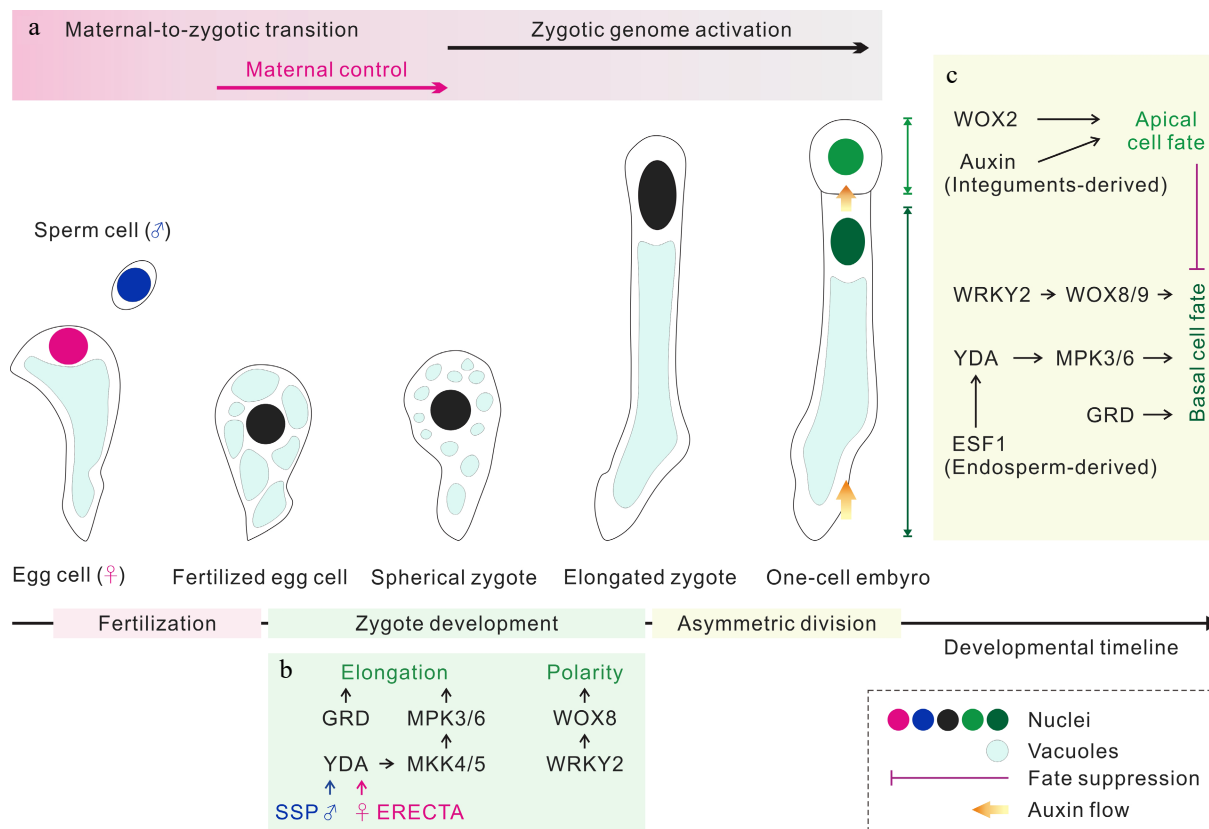 a
Maternal-to-zygotic transition
Zygotic genome activation
Maternal control
Sperm cell (♂)
Egg cell (♀)
Fertilized egg cell
Spherical zygote
Elongated zygote
One-cell embyro
Fertilization
Zygote development
Asymmetric division
Developmental timeline
b
Elongation
Polarity
GRD
MPK3/6
WOX8
YDA
MKK4/5
WRKY2
SSP ♂
♀ ERECTA
c
WOX2
Apical
cell fate
Auxin
(Integuments-derived)
WRKY2
WOX8/9
YDA
MPK3/6
GRD
ESF1
(Endosperm-derived)
Basal cell fate
Nuclei
Vacuoles
Fate suppression
Auxin flow